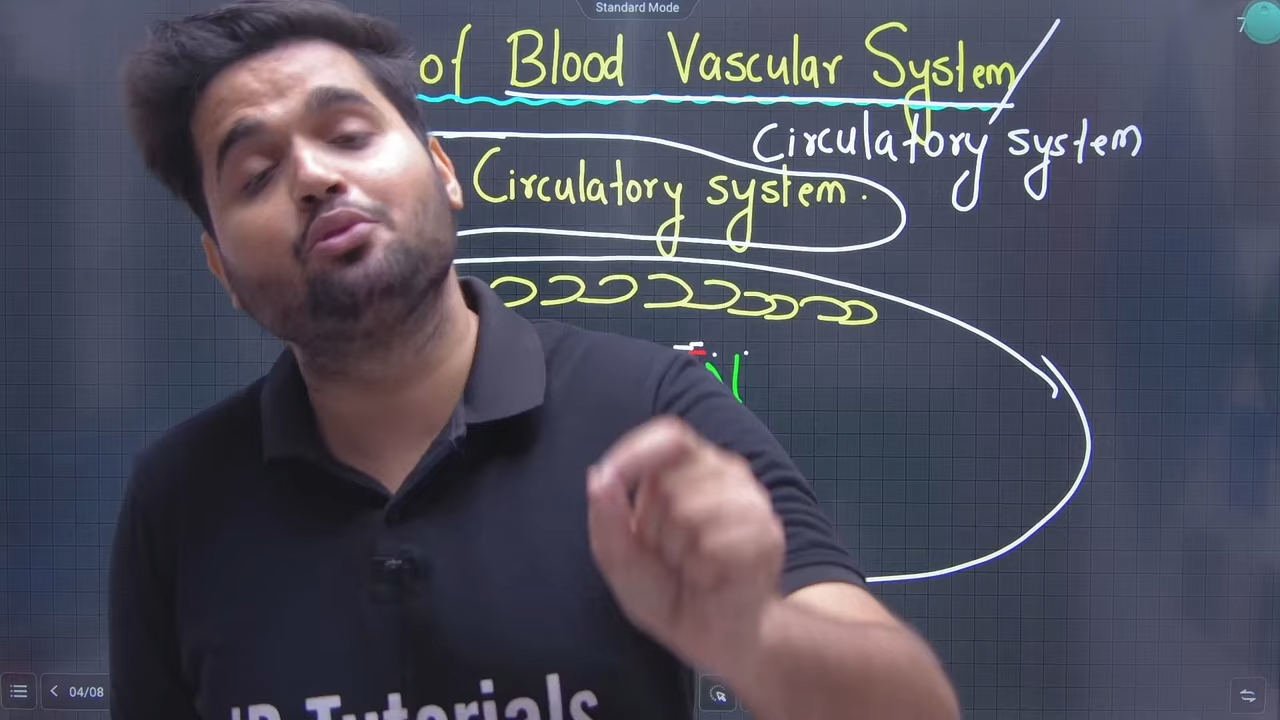 Standard Mode
of Blood Vascular System
Circulatory system
Circulatory system.
04/08
Tutorials